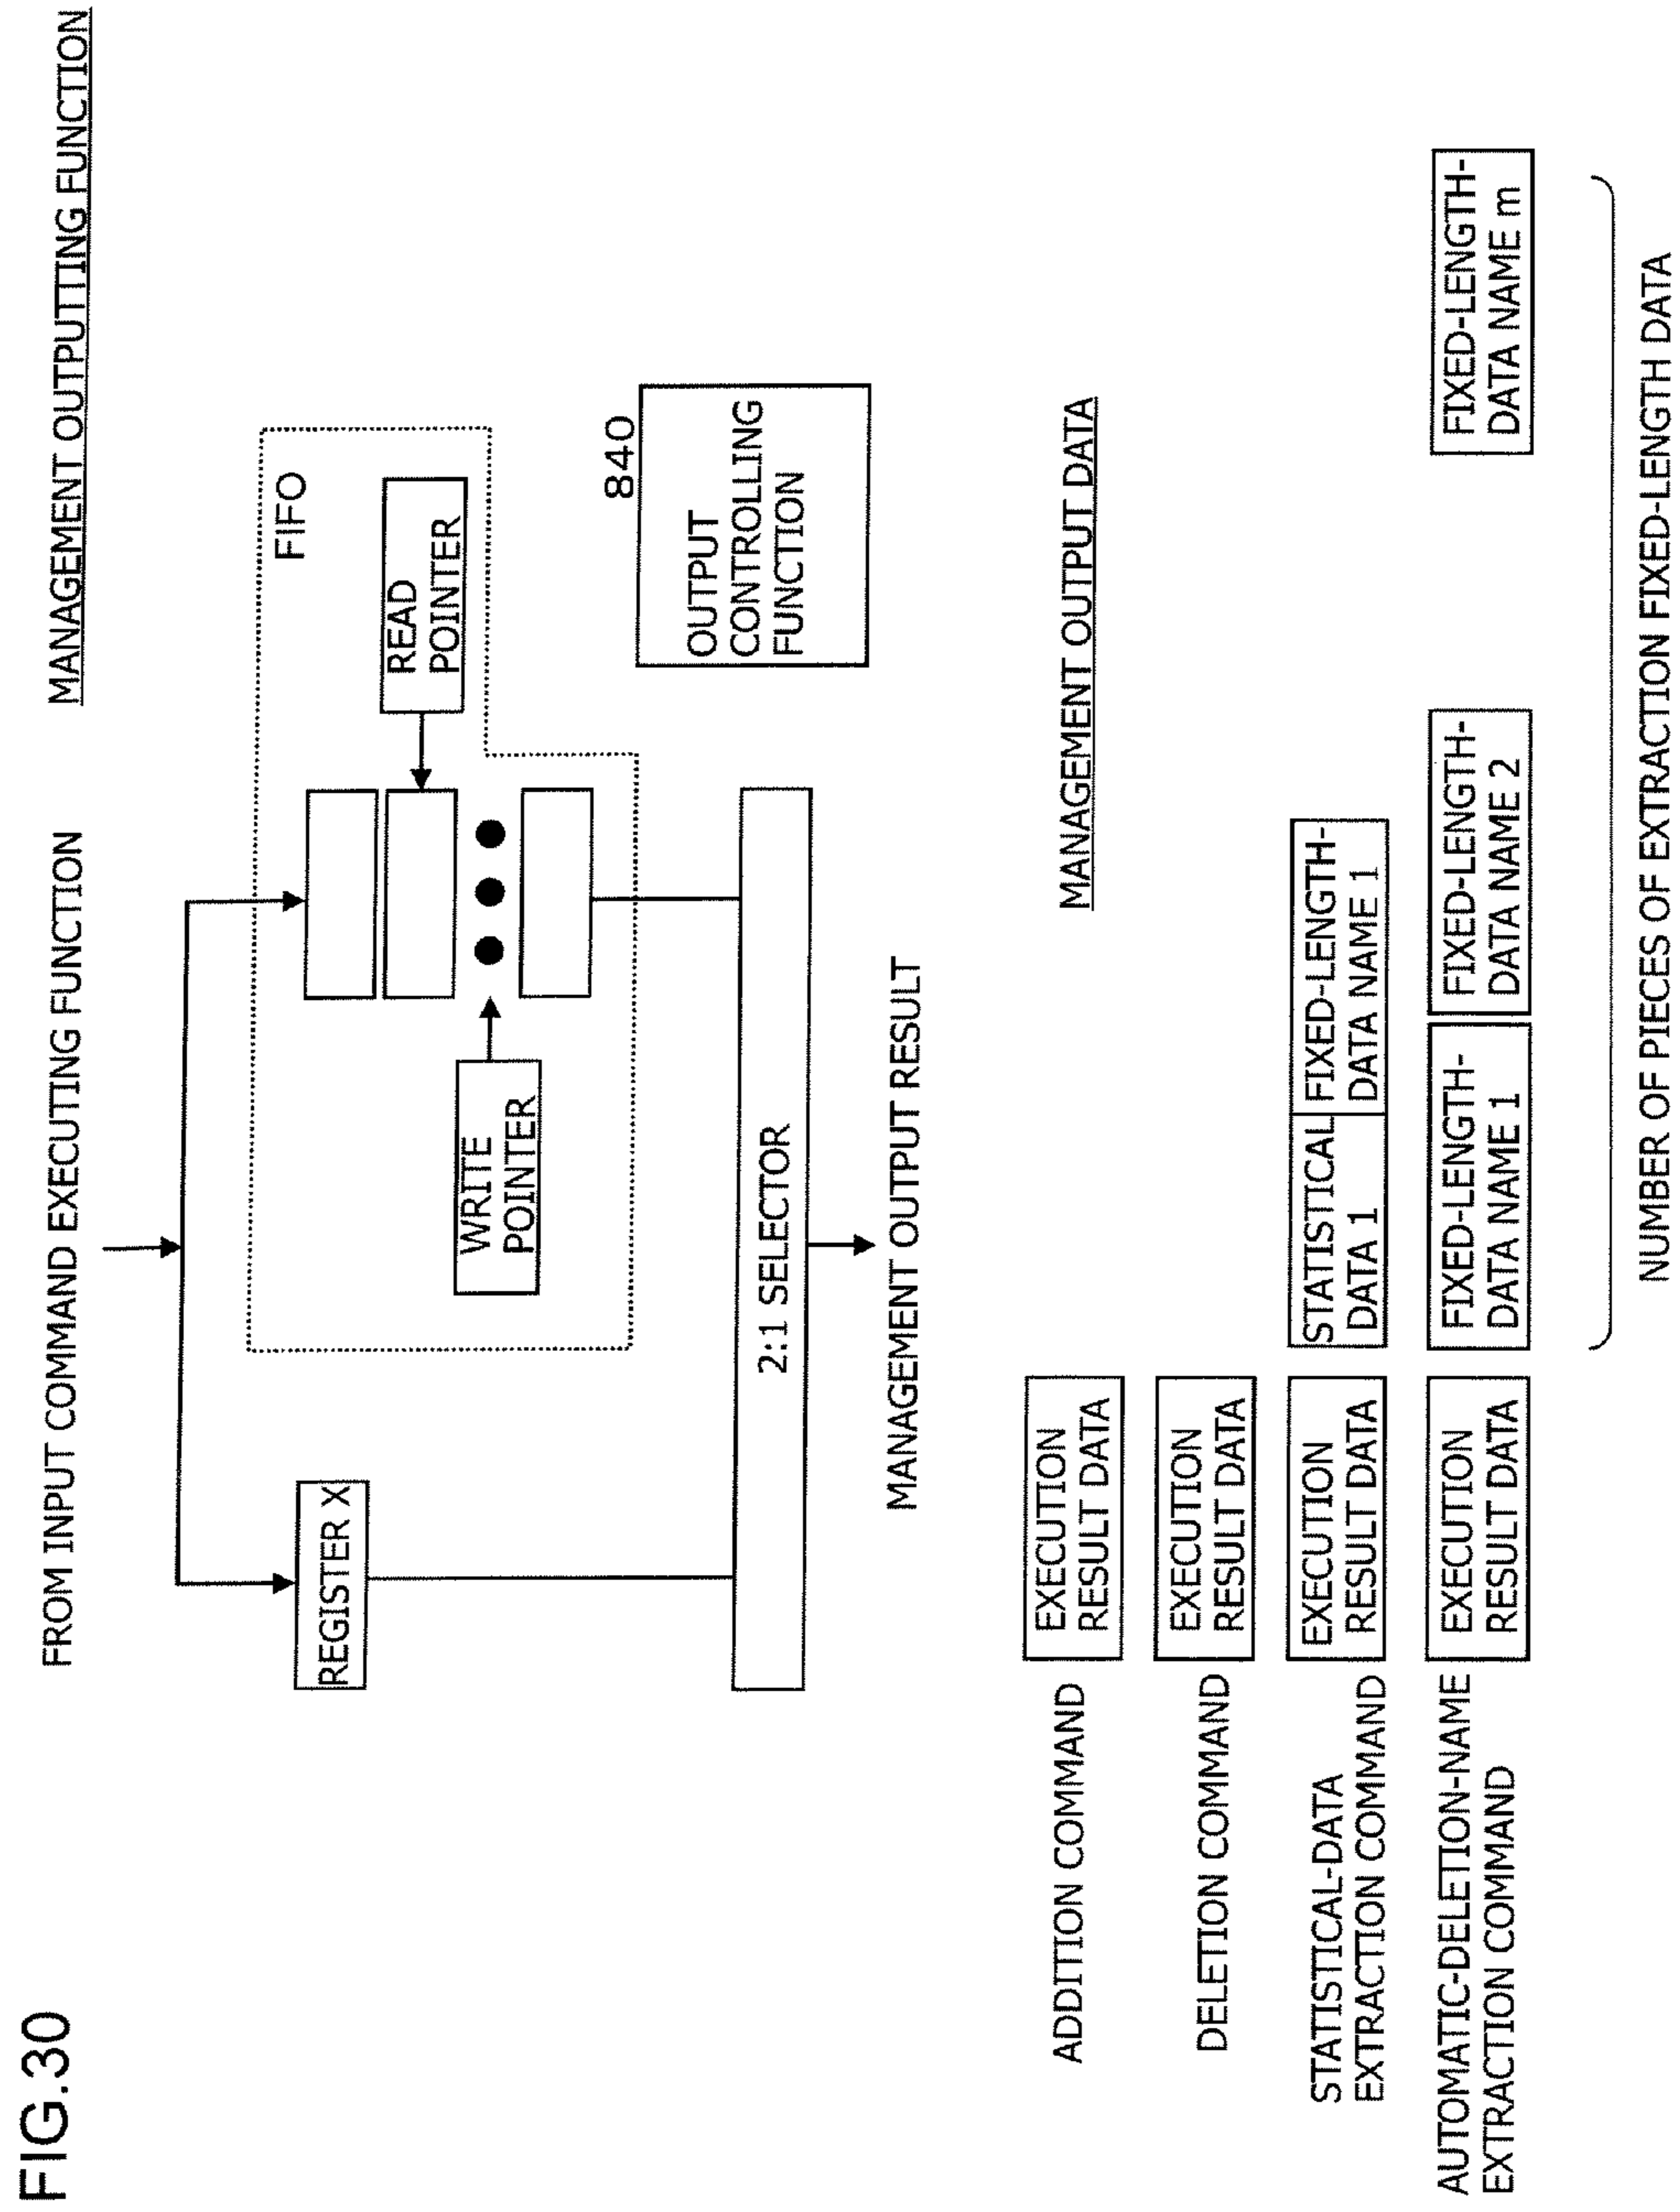 FIG.30
FROM INPUT COMMAND EXECUTING FUNCTION
MANAGEMENT OUTPUTTING FUNCTION
FIFO
REGISTER X
READ
POINTER
WRITE
POINTER
840
OUTPUT
CONTROLLING
FUNCTION
2:1 SELECTOR
MANAGEMENT OUTPUT RESULT
MANAGEMENT OUTPUT DATA
ADDITION COMMAND
EXECUTION
RESULT DATA
DELETION COMMAND
EXECUTION
RESULT DATA
STATISTICAL-DATA
EXTRACTION COMMAND
EXECUTION
RESULT DATA
STATISTICAL
DATA 1
FIXED-LENGTH-
DATA NAME 1
AUTOMATIC-DELETION-NAME
EXTRACTION COMMAND
EXECUTION
RESULT DATA
FIXED-LENGTH-
DATA NAME 1
FIXED-LENGTH-
DATA NAME 2
FIXED-LENGTH-
DATA NAME m
NUMBER OF PIECES OF EXTRACTION FIXED-LENGTH DATA